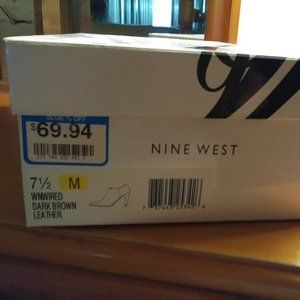 BLUE % OFF
$69.94
NINE WEST
7½ M
WNWIRED
DARK BROWN
LEATHER